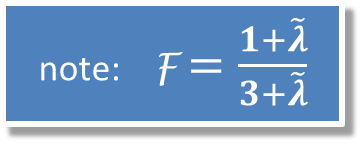 note: ℱ = (1+λ̃)/(3+λ̃)